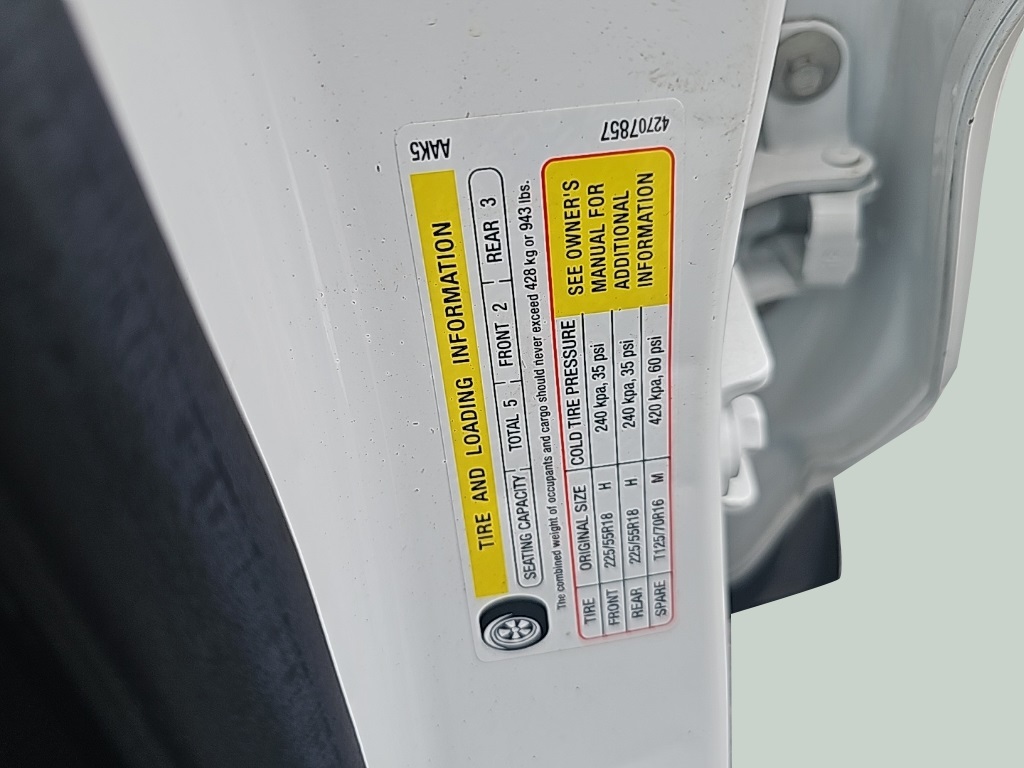 TIRE AND LOADING INFORMATION
SEATING CAPACITY TOTAL 5 FRONT 2 REAR 3
The combined weight of occupants and cargo should never exceed 428 kg or 943 lbs.
TIRE ORIGINAL SIZE COLD TIRE PRESSURE
FRONT 225/55R18 H 240 kpa, 35 psi
REAR 225/55R18 H 240 kpa, 35 psi
SPARE T125/70R16 M 420 kpa, 60 psi
SEE OWNER'S
MANUAL FOR
ADDITIONAL
INFORMATION
AAK5
42707857